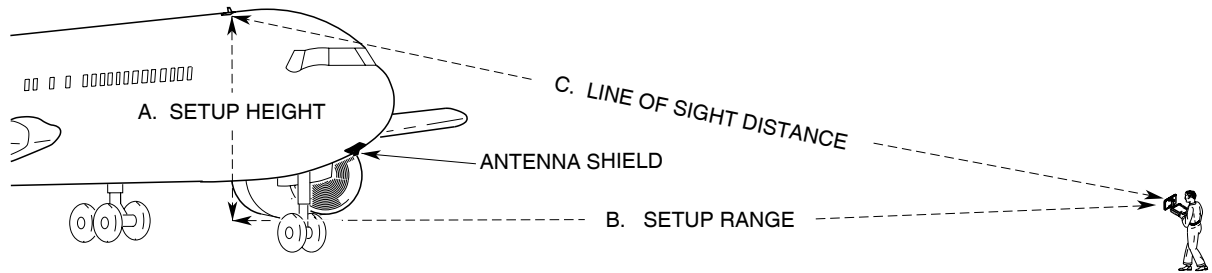 C. LINE OF SIGHT DISTANCE
A. SETUP HEIGHT
ANTENNA SHIELD
B. SETUP RANGE